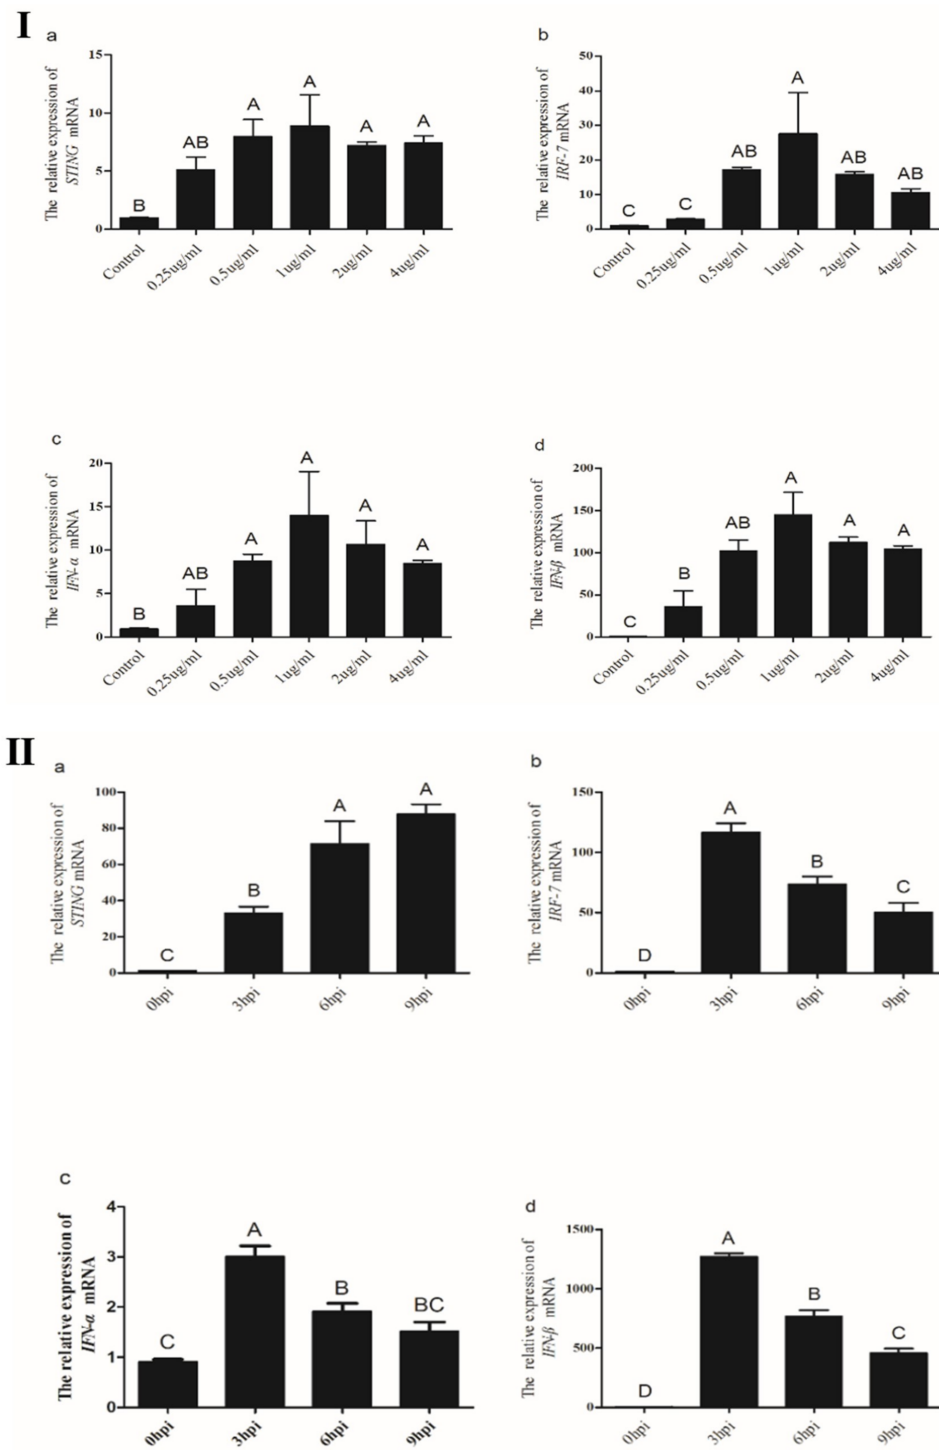 I
a
The relative expression of
STING mRNA
15
10
5
0
B
AB
A
A
A
A
Control
0.25ug/ml
0.5ug/ml
1ug/ml
2ug/ml
4ug/ml
b
The relative expression of
IRF-7 mRNA
50
40
30
20
10
0
C
C
AB
A
AB
AB
Control
0.25ug/ml
0.5ug/ml
1ug/ml
2ug/ml
4ug/ml
c
The relative expression of
IFN-α mRNA
20
15
10
5
0
B
AB
A
A
A
A
Control
0.25ug/ml
0.5ug/ml
1ug/ml
2ug/ml
4ug/ml
d
The relative expression of
IFN-β mRNA
200
150
100
50
0
C
B
AB
A
A
A
Control
0.25ug/ml
0.5ug/ml
1ug/ml
2ug/ml
4ug/ml
II
a
The relative expression of
STING mRNA
100
80
60
40
20
0
C
B
A
A
0hpi
3hpi
6hpi
9hpi
b
The relative expression of
IRF-7 mRNA
150
100
50
0
D
A
B
C
0hpi
3hpi
6hpi
9hpi
c
The relative expression of
IFN-α mRNA
4
3
2
1
0
C
A
B
BC
0hpi
3hpi
6hpi
9hpi
d
The relative expression of
IFN-β mRNA
1500
1000
500
0
D
A
B
C
0hpi
3hpi
6hpi
9hpi